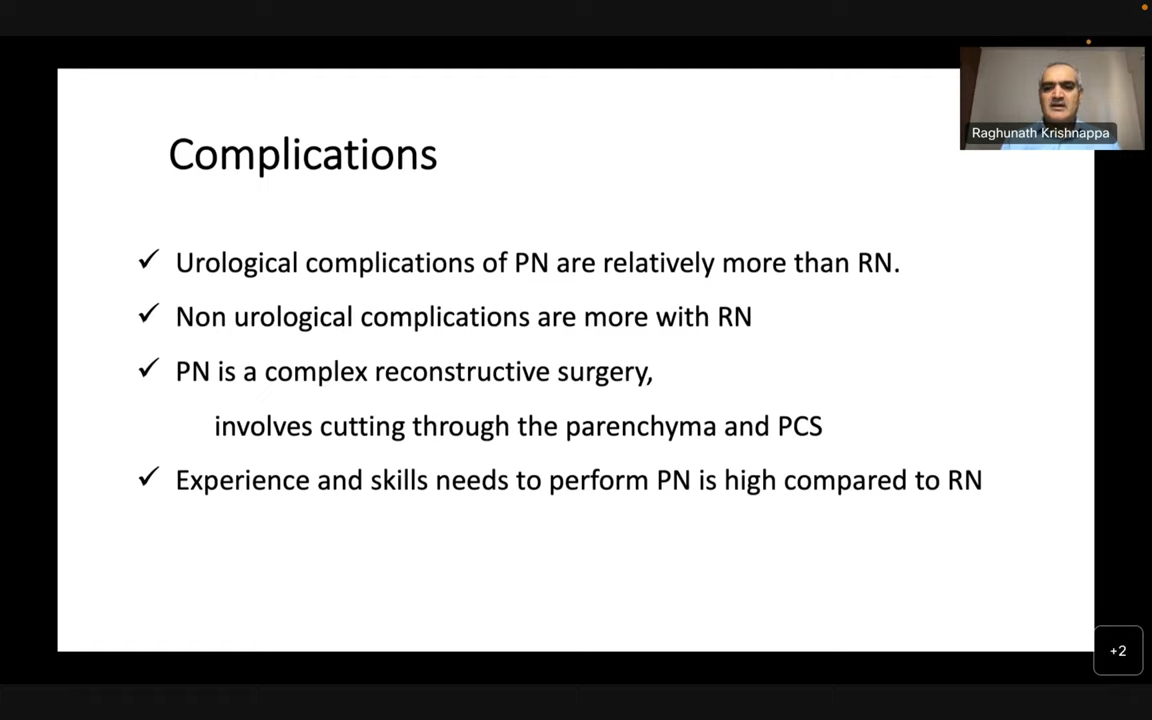 Raghunath Krishnappa
Complications
✓ Urological complications of PN are relatively more than RN.
✓ Non urological complications are more with RN
✓ PN is a complex reconstructive surgery,
involves cutting through the parenchyma and PCS
✓ Experience and skills needs to perform PN is high compared to RN
+2